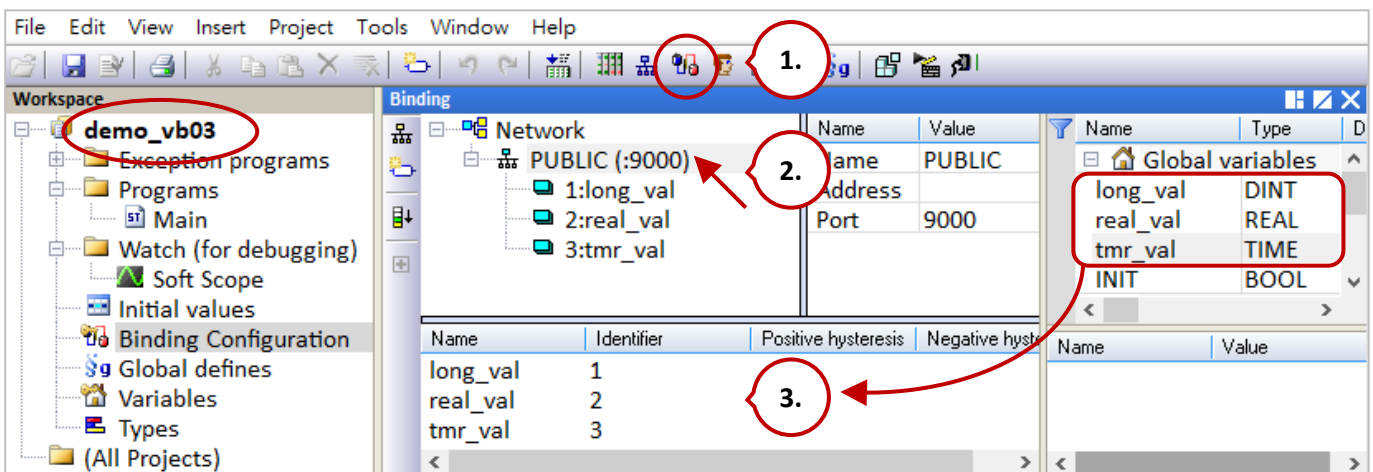 File Edit View Insert Project Tools Window Help
1.
Workspace
Binding
demo_vb03
Exception programs
Programs
Main
Watch (for debugging)
Soft Scope
Initial values
Binding Configuration
Global defines
Variables
Types
(All Projects)
Network
PUBLIC (:9000)
1:long_val
2:real_val
3:tmr_val
2.
Name Value
Name PUBLIC
Address
Port 9000
Name Type D
Global variables
long_val DINT
real_val REAL
tmr_val TIME
INIT BOOL
Name Identifier Positive hysteresis Negative hyste
long_val 1
real_val 2
tmr_val 3
3.
Name Value